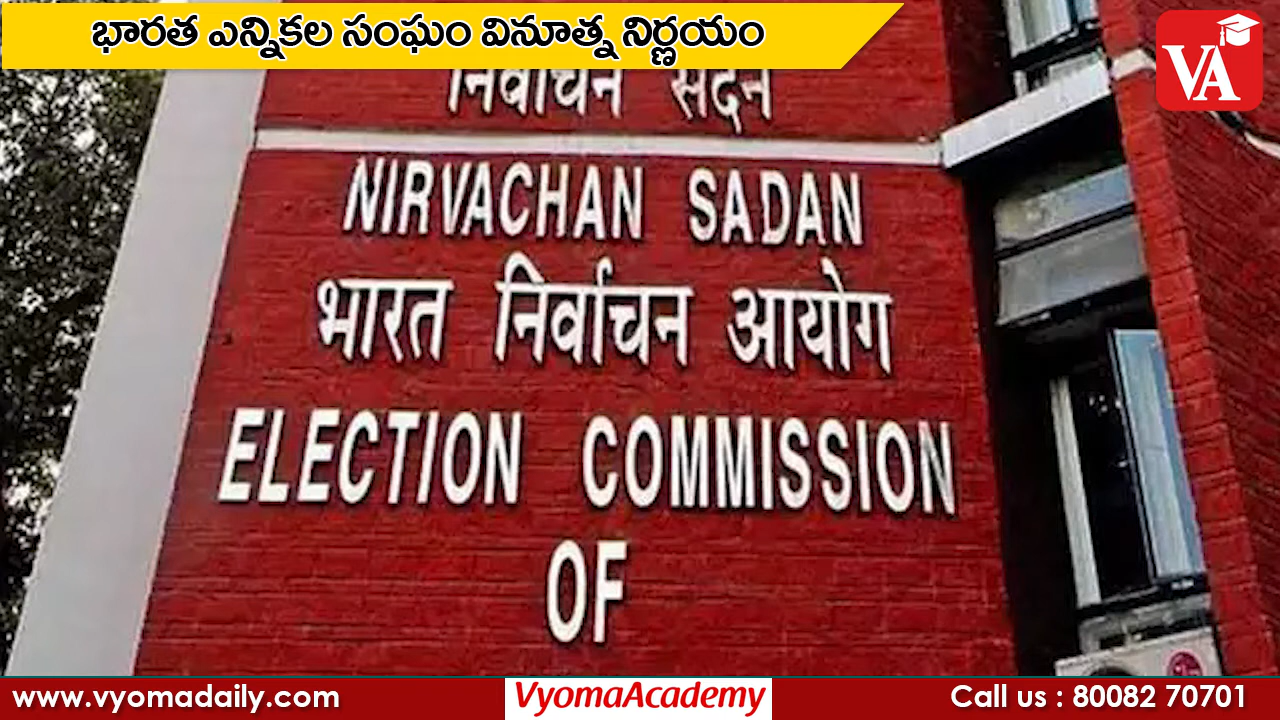 భారత ఎన్నికల సంఘం వినూత్న నిర్ణయం
VA
निर्वाचन सदन
NIRVACHAN SADAN
भारत निर्वाचन आयोग
ELECTION COMMISSION
OF
www.vyomadaily.com
VyomaAcademy
Call us : 80082 70701